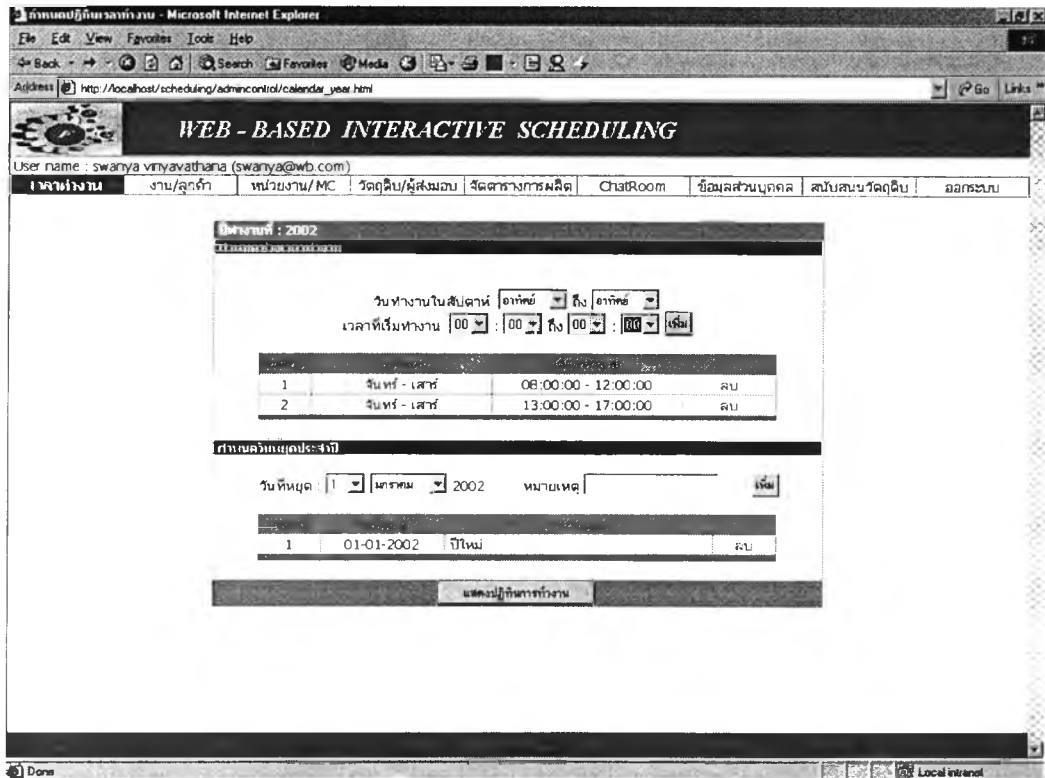 กำหนดปฏิทินเวลาทำงาน - Microsoft Internet Explorer
File Edit View Favorites Tools Help
Back Search Favorites Media
Address http://localhost/scheduling/admincontrol/calendar_year.html Go Links
WEB - BASED INTERACTIVE SCHEDULING
User name : swanya viriyavathana (swanya@wb.com)
เวลาทำงาน งาน/ลูกค้า หน่วยงาน/MC วัตถุดิบ/ผู้ส่งมอบ จัดตารางการผลิต ChatRoom ข้อมูลส่วนบุคคล สนับสนุนวัตถุดิบ ออกระบบ
: 2002
วันทำงานในสัปดาห์ อาทิตย์ ถึง อาทิตย์
เวลาที่เริ่มทำงาน 00 : 00 ถึง 00 : 00 เพิ่ม
1 จันทร์ - เสาร์ 08:00:00 - 12:00:00 ลบ
2 จันทร์ - เสาร์ 13:00:00 - 17:00:00 ลบ
กำหนดวันหยุดประจำปี
วันที่หยุด : 1 มกราคม 2002 หมายเหตุ เพิ่ม
1 01-01-2002 ปีใหม่ ลบ
แสดงปฏิทินการทำงาน
Done Local intranet